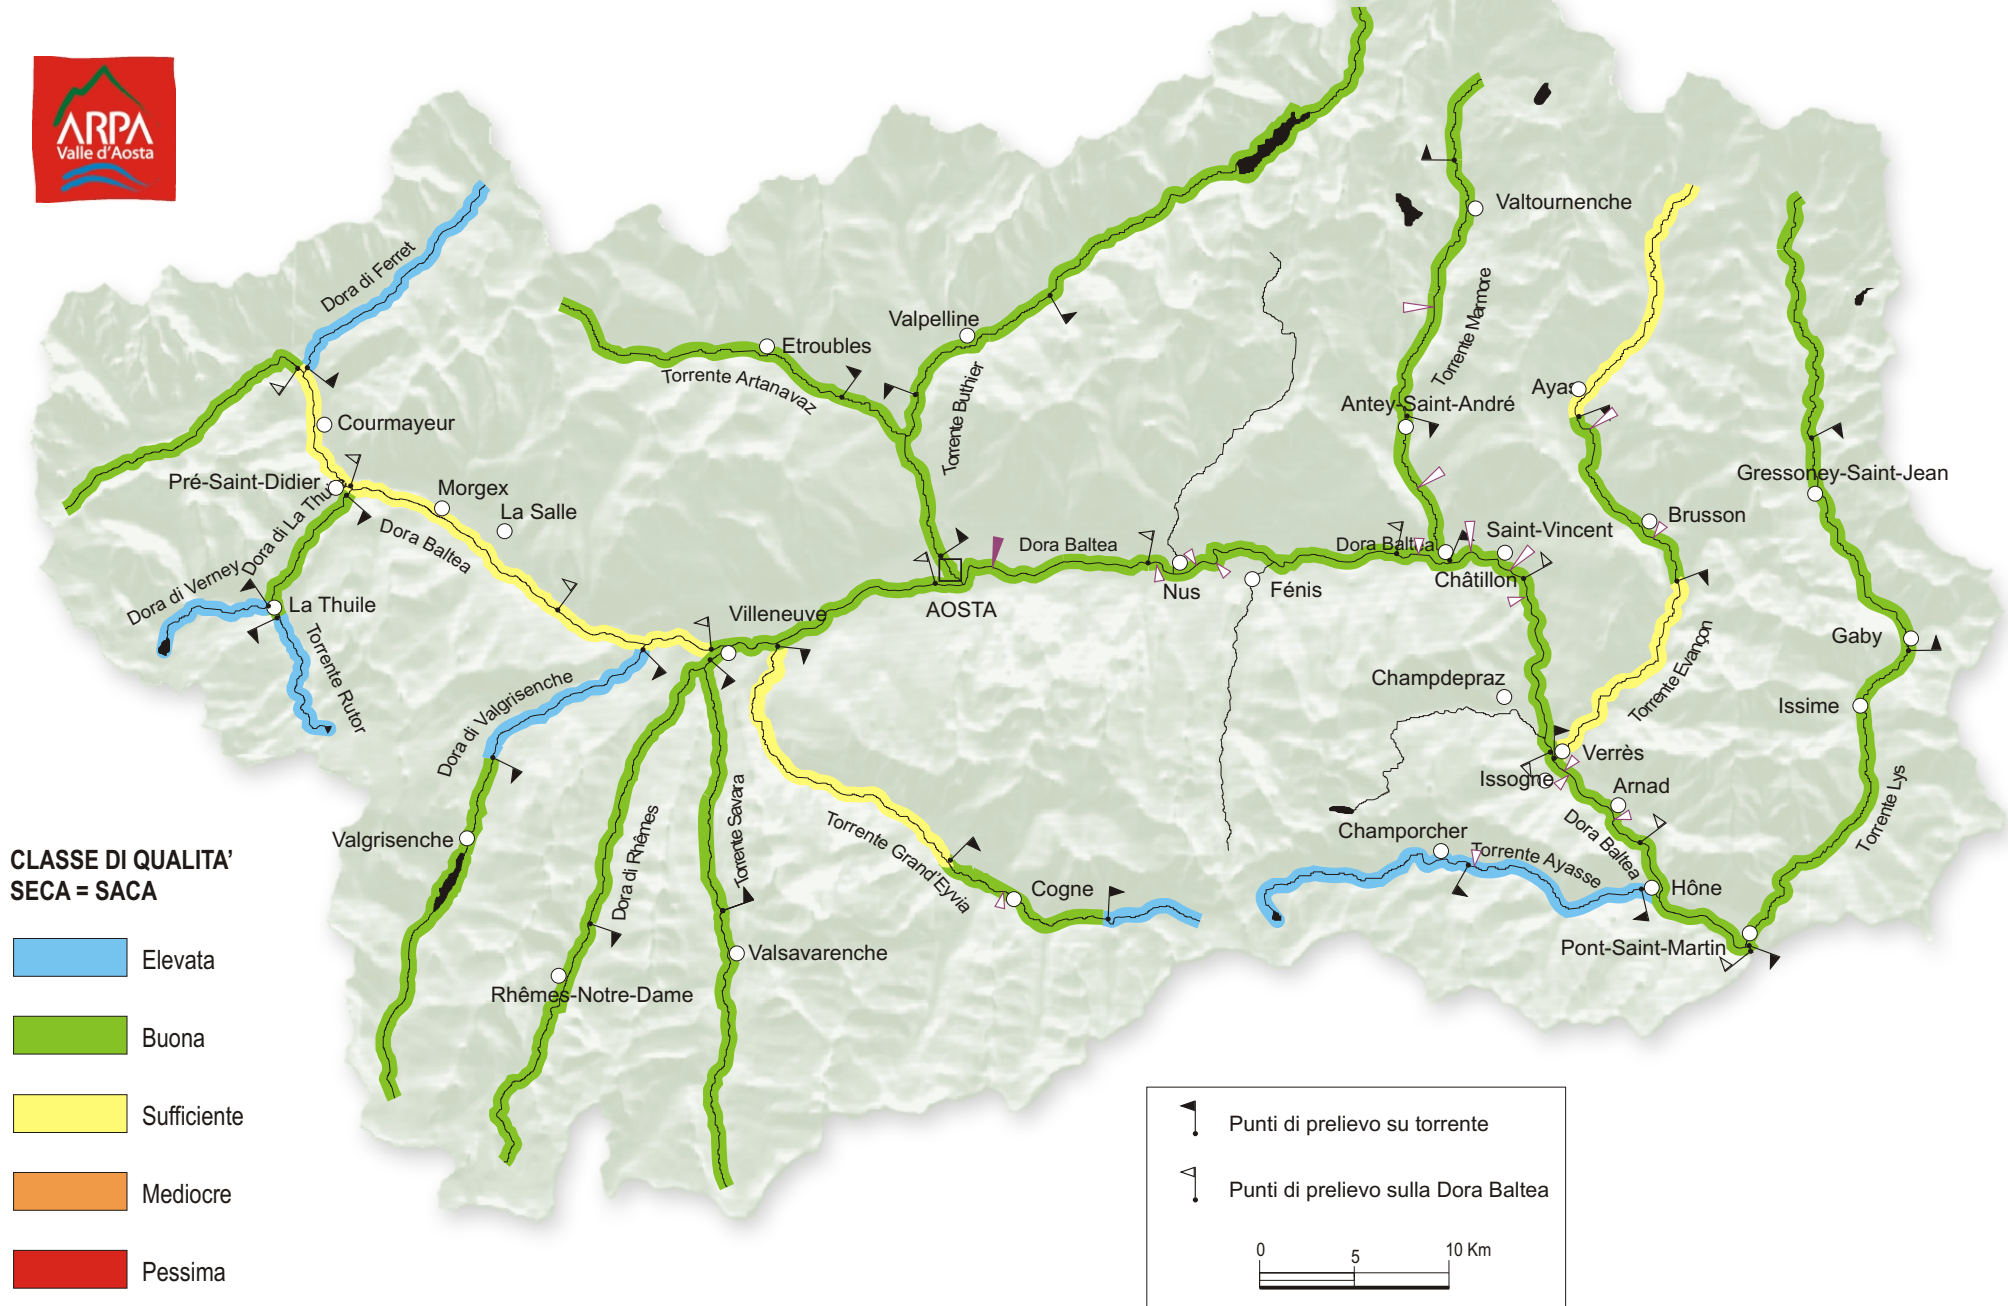 ARPA
Valle d'Aosta
Dora di Ferret
Valtournenche
Valpelline
Etroubles
Torrente Artanavaz
Torrente Buthier
Torrente Marmore
Ayas
Antey-Saint-André
Courmayeur
Pré-Saint-Didier
Morgex
La Salle
Gressoney-Saint-Jean
Brusson
Saint-Vincent
Dora di La Thuile
Dora Baltea
Dora Baltea
Dora Baltea
Dora di Verney
La Thuile
Villeneuve
AOSTA
Nus
Fénis
Châtillon
Gaby
Torrente Rutor
Torrente Evançon
Dora di Valgrisenche
Champdepraz
Issime
Verrès
Issogne
Arnad
Torrente Savara
Dora di Rhêmes
Torrente Grand'Eyvia
Valgrisenche
Champorcher
Torrente Ayasse
Dora Baltea
Torrente Lys
Cogne
Hône
Pont-Saint-Martin
Valsavarenche
Rhêmes-Notre-Dame
CLASSE DI QUALITA'
SECA = SACA
Elevata
Buona
Sufficiente
Mediocre
Pessima
Punti di prelievo su torrente
Punti di prelievo sulla Dora Baltea
0 5 10 Km